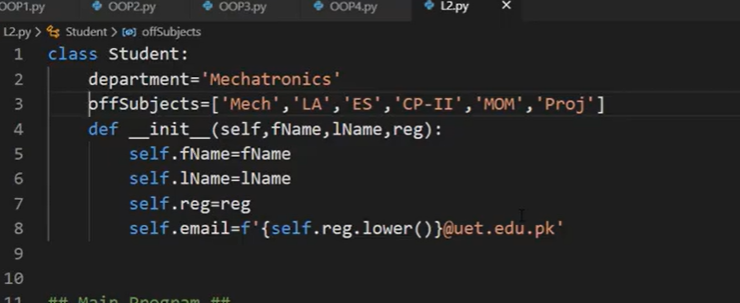 OOP1.py OOP2.py OOP3.py OOP4.py L2.py ×
L2.py > Student > offSubjects
1 class Student:
2 department='Mechatronics'
3 offSubjects=['Mech','LA','ES','CP-II','MOM','Proj']
4 def __init__(self,fName,lName,reg):
5 self.fName=fName
6 self.lName=lName
7 self.reg=reg
8 self.email=f'{self.reg.lower()}@uet.edu.pk'
9
10
11 ## Main Program ##